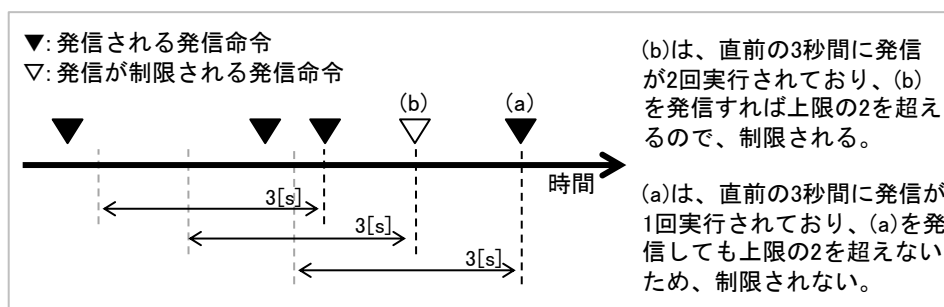 ▼: 発信される発信命令
▽: 発信が制限される発信命令
(b)
(a)
3[s]
3[s]
3[s]
時間
(b)は、直前の3秒間に発信
が2回実行されており、(b)
を発信すれば上限の2を超え
るので、制限される。
(a)は、直前の3秒間に発信が
1回実行されており、(a)を発
信しても上限の2を超えない
ため、制限されない。